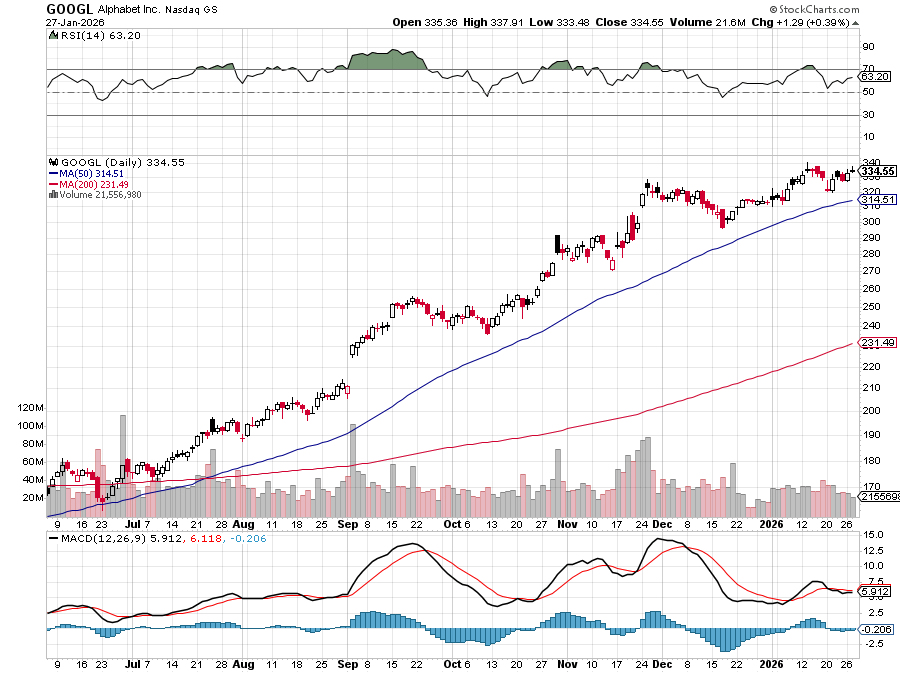 GOOGL Alphabet Inc. Nasdaq GS
© StockCharts.com
27-Jan-2026
Open 335.36 High 337.91 Low 333.48 Close 334.55 Volume 21.6M Chg +1.29 (+0.39%)
RSI(14) 63.20
90
70
63.20
50
30
10
GOOGL (Daily) 334.55
MA(50) 314.51
MA(200) 231.49
Volume 21,556,980
340
334.55
320
314.51
300
290
280
270
260
250
240
231.49
220
210
200
190
180
170
21556980
120M
100M
80M
60M
40M
20M
9 16 23 Jul 7 14 21 28 Aug 11 18 25 Sep 8 15 22 Oct 6 13 20 27 Nov 10 17 24 Dec 8 15 22 2026 12 20 26
MACD(12,26,9) 5.912, 6.118, -0.206
15.0
12.5
10.0
7.5
5.912
2.5
-0.206
-2.5
9 16 23 Jul 7 14 21 28 Aug 11 18 25 Sep 8 15 22 Oct 6 13 20 27 Nov 10 17 24 Dec 8 15 22 2026 12 20 26